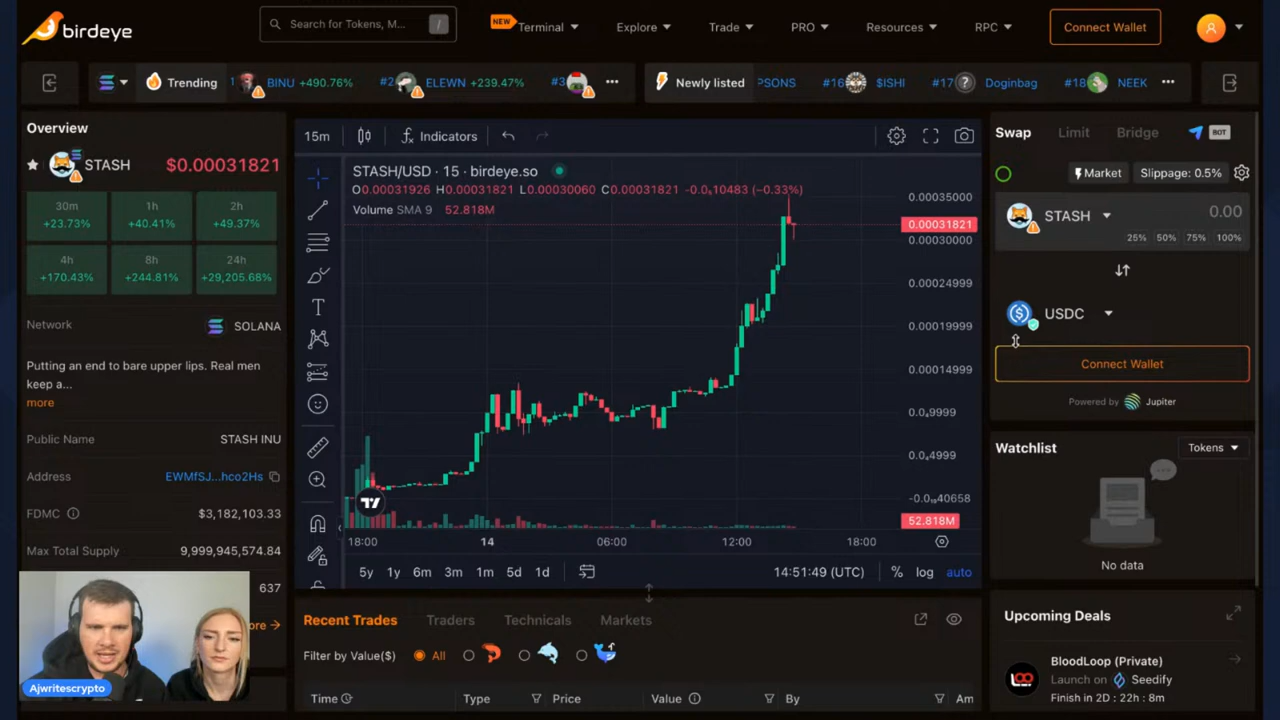 birdeye
Search for Tokens, M... /
NEW Terminal
Explore
Trade
PRO
Resources
RPC
Connect Wallet
Trending
BINU +490.76%
#2 ELEWN +239.47%
#3
Newly listed
PSONS
#16 $ISHI
#17 ? Doginbag
#18 NEEK
Overview
STASH $0.00031821
30m 1h 2h
+23.73% +40.41% +49.37%
4h 8h 24h
+170.43% +244.81% +29,205.68%
Network SOLANA
Putting an end to bare upper lips. Real men
keep a...
more
Public Name STASH INU
Address EWMfSJ...hco2Hs
FDMC $3,182,103.33
Max Total Supply 9,999,945,574.84
637
Ajwritescrypto
15m Indicators
STASH/USD · 15 · birdeye.so
O0.00031926 H0.00031821 L0.00030060 C0.00031821 -0.0₅10483 (-0.33%)
Volume SMA 9 52.818M
0.00035000
0.00031821
0.00030000
0.00024999
0.00019999
0.00014999
0.0₄9999
0.0₄4999
-0.0₁₉40658
52.818M
18:00 14 06:00 12:00 18:00
5y 1y 6m 3m 1m 5d 1d 14:51:49 (UTC) % log auto
Recent Trades Traders Technicals Markets
Filter by Value($) All
Time Type Price Value By Am
Swap Limit Bridge BOT
Market Slippage: 0.5%
STASH 0.00
25% 50% 75% 100%
USDC
Connect Wallet
Powered by Jupiter
Watchlist Tokens
No data
Upcoming Deals
BloodLoop (Private)
Launch on Seedify
Finish in 2D : 22h : 8m